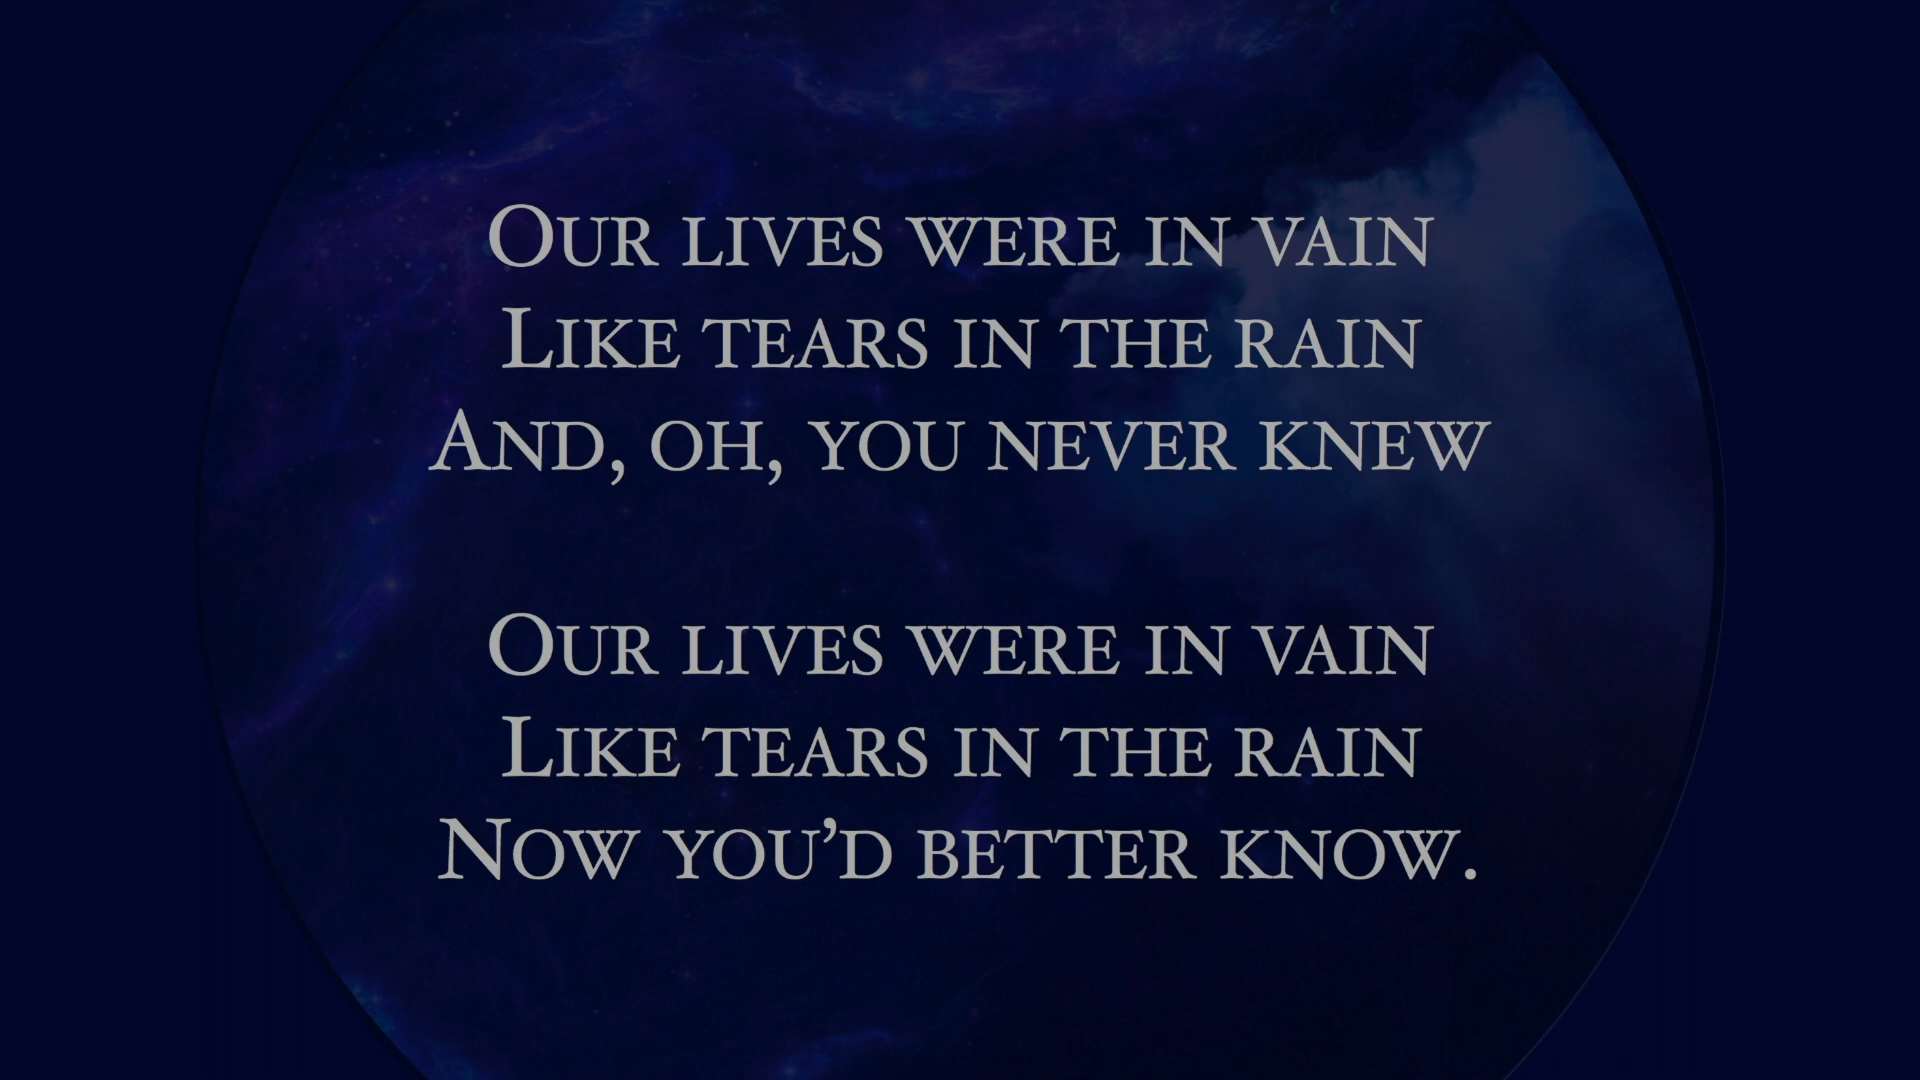 Our lives were in vain
Like tears in the rain
And, oh, you never knew
Our lives were in vain
Like tears in the rain
Now you’d better know.